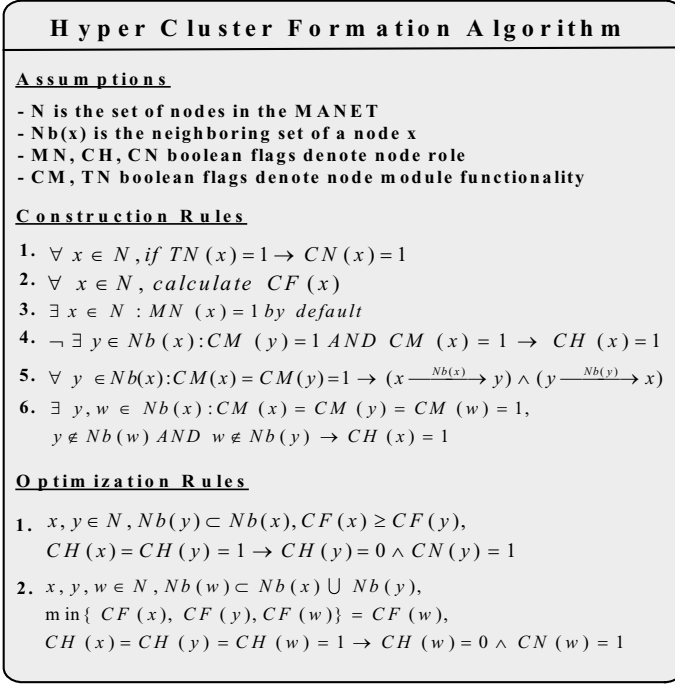 Hyper Cluster Formation Algorithm
Assumptions
- N is the set of nodes in the MANET
- Nb(x) is the neighboring set of a node x
- MN, CH, CN boolean flags denote node role
- CM, TN boolean flags denote node module functionality
Construction Rules
1. ∀ x ∈ N, if TN(x) = 1 → CN(x) = 1
2. ∀ x ∈ N, calculate CF(x)
3. ∃ x ∈ N : MN(x) = 1 by default
4. ¬ ∃ y ∈ Nb(x): CM(y) = 1 AND CM(x) = 1 → CH(x) = 1
5. ∀ y ∈ Nb(x): CM(x) = CM(y) = 1 → (x —Nb(x)→ y) ∧ (y —Nb(y)→ x)
6. ∃ y, w ∈ Nb(x): CM(x) = CM(y) = CM(w) = 1,
y ∉ Nb(w) AND w ∉ Nb(y) → CH(x) = 1
Optimization Rules
1. x, y ∈ N, Nb(y) ⊂ Nb(x), CF(x) ≥ CF(y),
CH(x) = CH(y) = 1 → CH(y) = 0 ∧ CN(y) = 1
2. x, y, w ∈ N, Nb(w) ⊂ Nb(x) ∪ Nb(y),
min{ CF(x), CF(y), CF(w)} = CF(w),
CH(x) = CH(y) = CH(w) = 1 → CH(w) = 0 ∧ CN(w) = 1